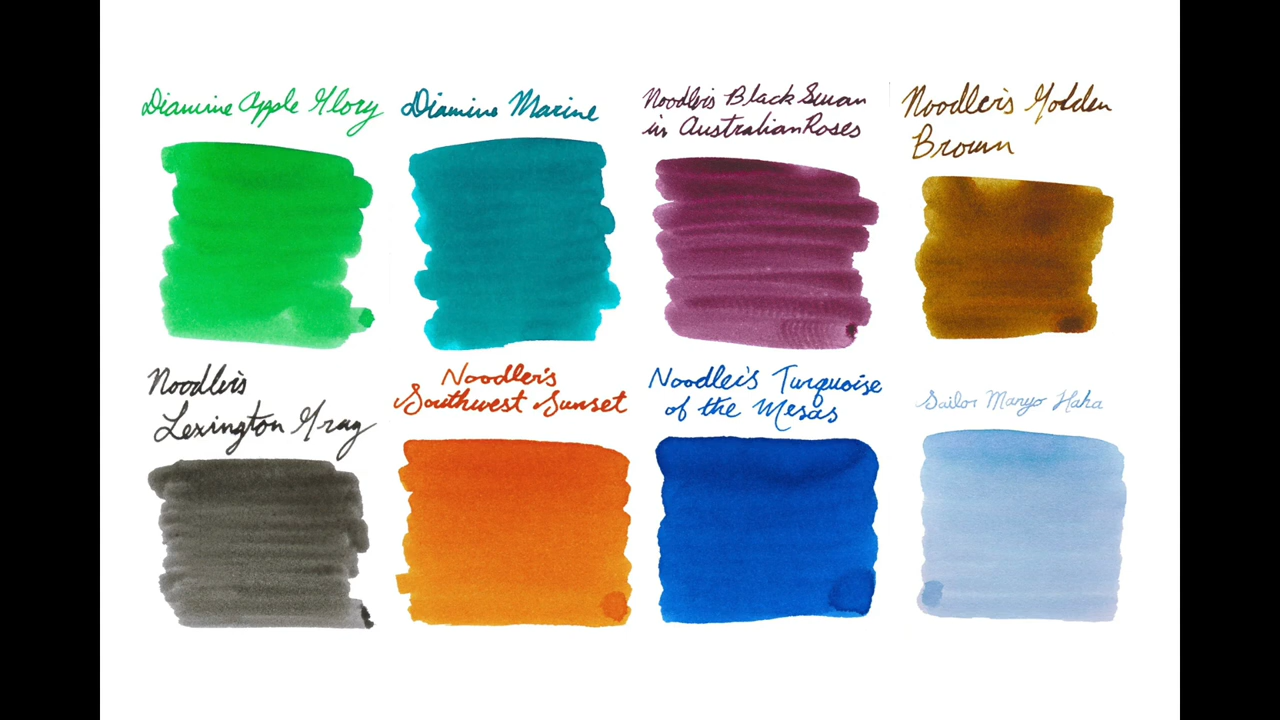 Diamine Apple Glory
Diamine Marine
Noodler's Black Swan
in Australian Roses
Noodler's Golden
Brown
Noodler's
Lexington Gray
Noodler's
Southwest Sunset
Noodler's Turquoise
of the Mesas
Sailor Manyo Haha